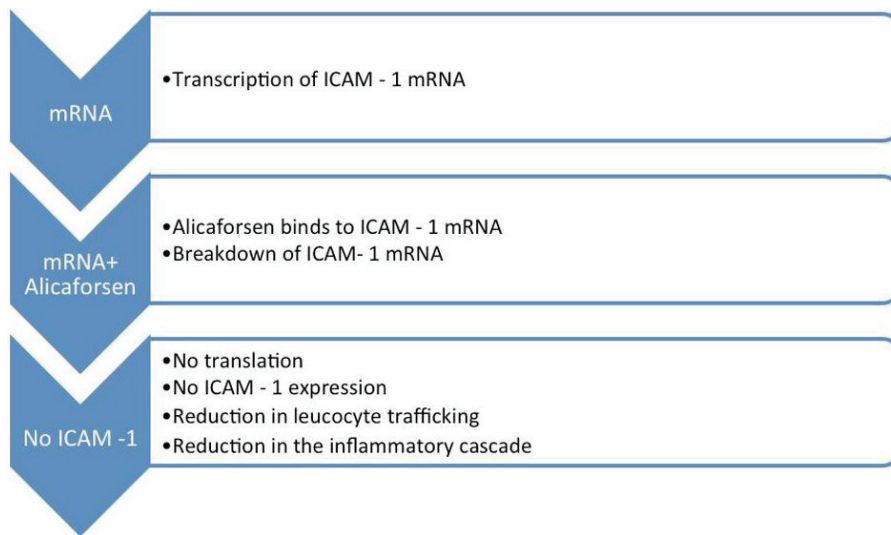 mRNA
•Transcription of ICAM - 1 mRNA
mRNA+
Alicaforsen
•Alicaforsen binds to ICAM - 1 mRNA
•Breakdown of ICAM- 1 mRNA
No ICAM -1
•No translation
•No ICAM - 1 expression
•Reduction in leucocyte trafficking
•Reduction in the inflammatory cascade